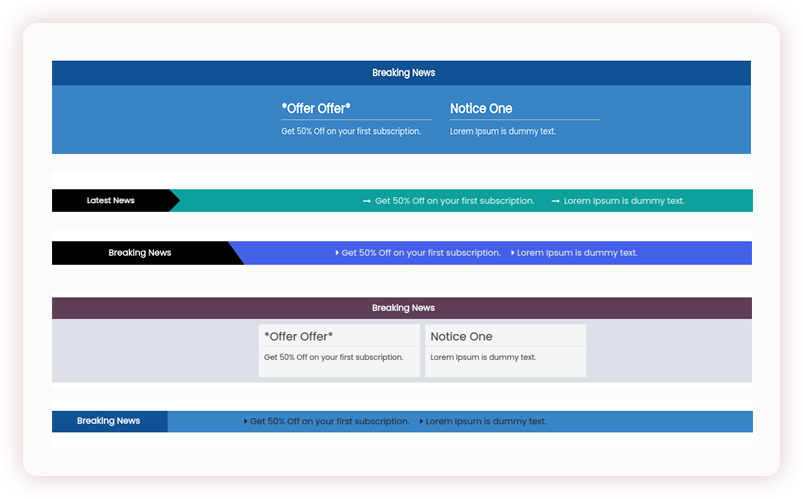 Breaking News
*Offer Offer* Notice One
Get 50% Off on your first subscription. Lorem Ipsum is dummy text.
Latest News → Get 50% Off on your first subscription. → Lorem Ipsum is dummy text.
Breaking News Get 50% Off on your first subscription. Lorem Ipsum is dummy text.
Breaking News
*Offer Offer* Notice One
Get 50% Off on your first subscription. Lorem Ipsum is dummy text.
Breaking News Get 50% Off on your first subscription. Lorem Ipsum is dummy text.